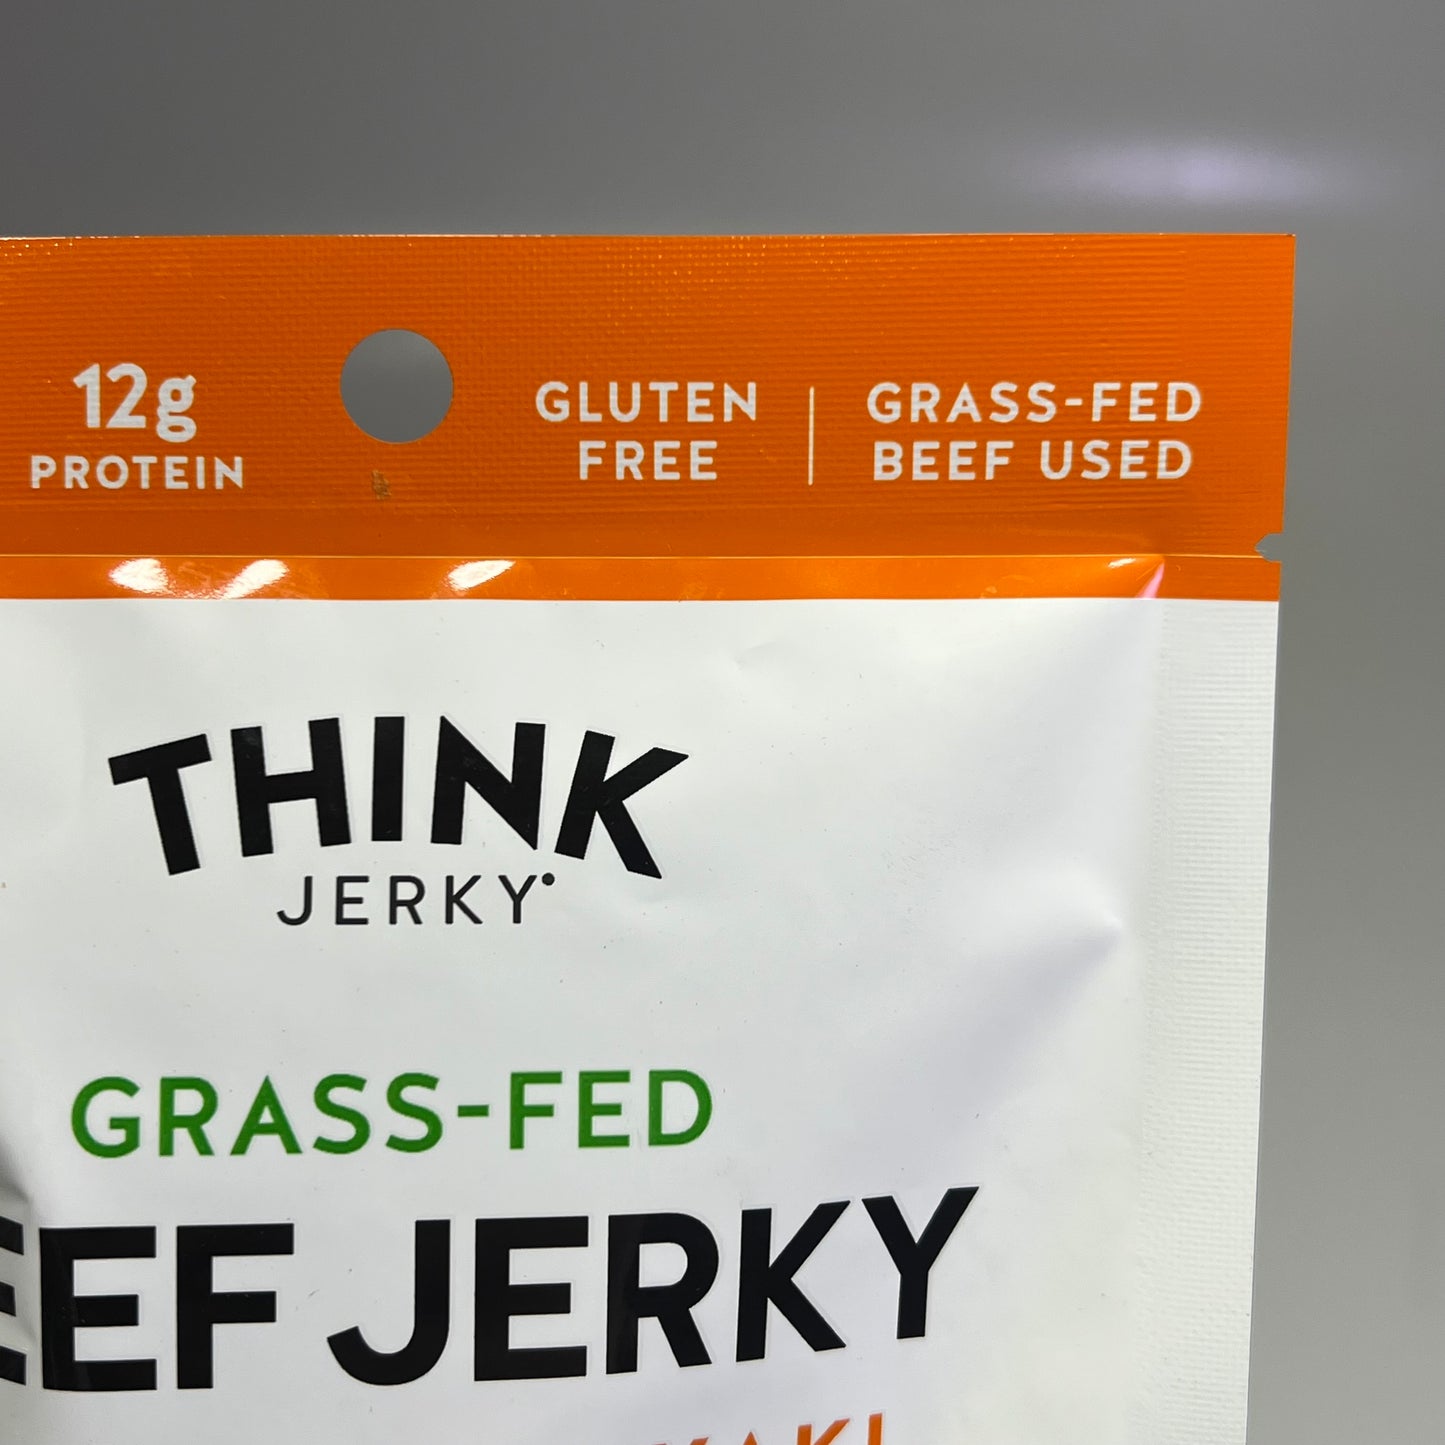 12g
PROTEIN
GLUTEN
FREE
GRASS-FED
BEEF USED
THINK
JERKY
GRASS-FED
EEF JERKY